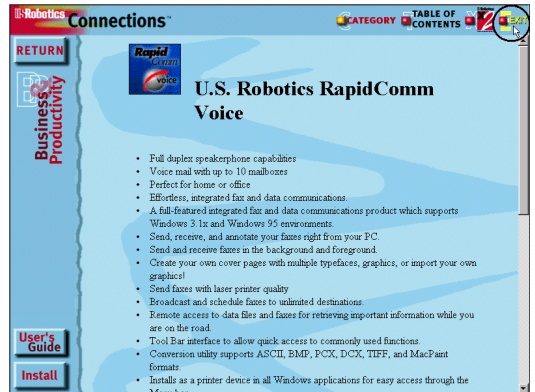 U.S.Robotics Connections™
CATEGORY
TABLE OF
CONTENTS
EXIT
RETURN
Business &
Productivity
Rapid
Comm
voice
U.S. Robotics RapidComm
Voice
• Full duplex speakerphone capabilities
• Voice mail with up to 10 mailboxes
• Perfect for home or office
• Effortless, integrated fax and data communications.
• A full-featured integrated fax and data communications product which supports
Windows 3.1x and Windows 95 environments.
• Send, receive, and annotate your faxes right from your PC.
• Send and receive faxes in the background and foreground.
• Create your own cover pages with multiple typefaces, graphics, or import your own
graphics!
• Send faxes with laser printer quality
• Broadcast and schedule faxes to unlimited destinations.
• Remote access to data files and faxes for retrieving important information while you
are on the road.
• Tool Bar interface to allow quick access to commonly used functions.
• Conversion utility supports ASCII, BMP, PCX, DCX, TIFF, and MacPaint
formats.
• Installs as a printer device in all Windows applications for easy access through the
User's
Guide
Install